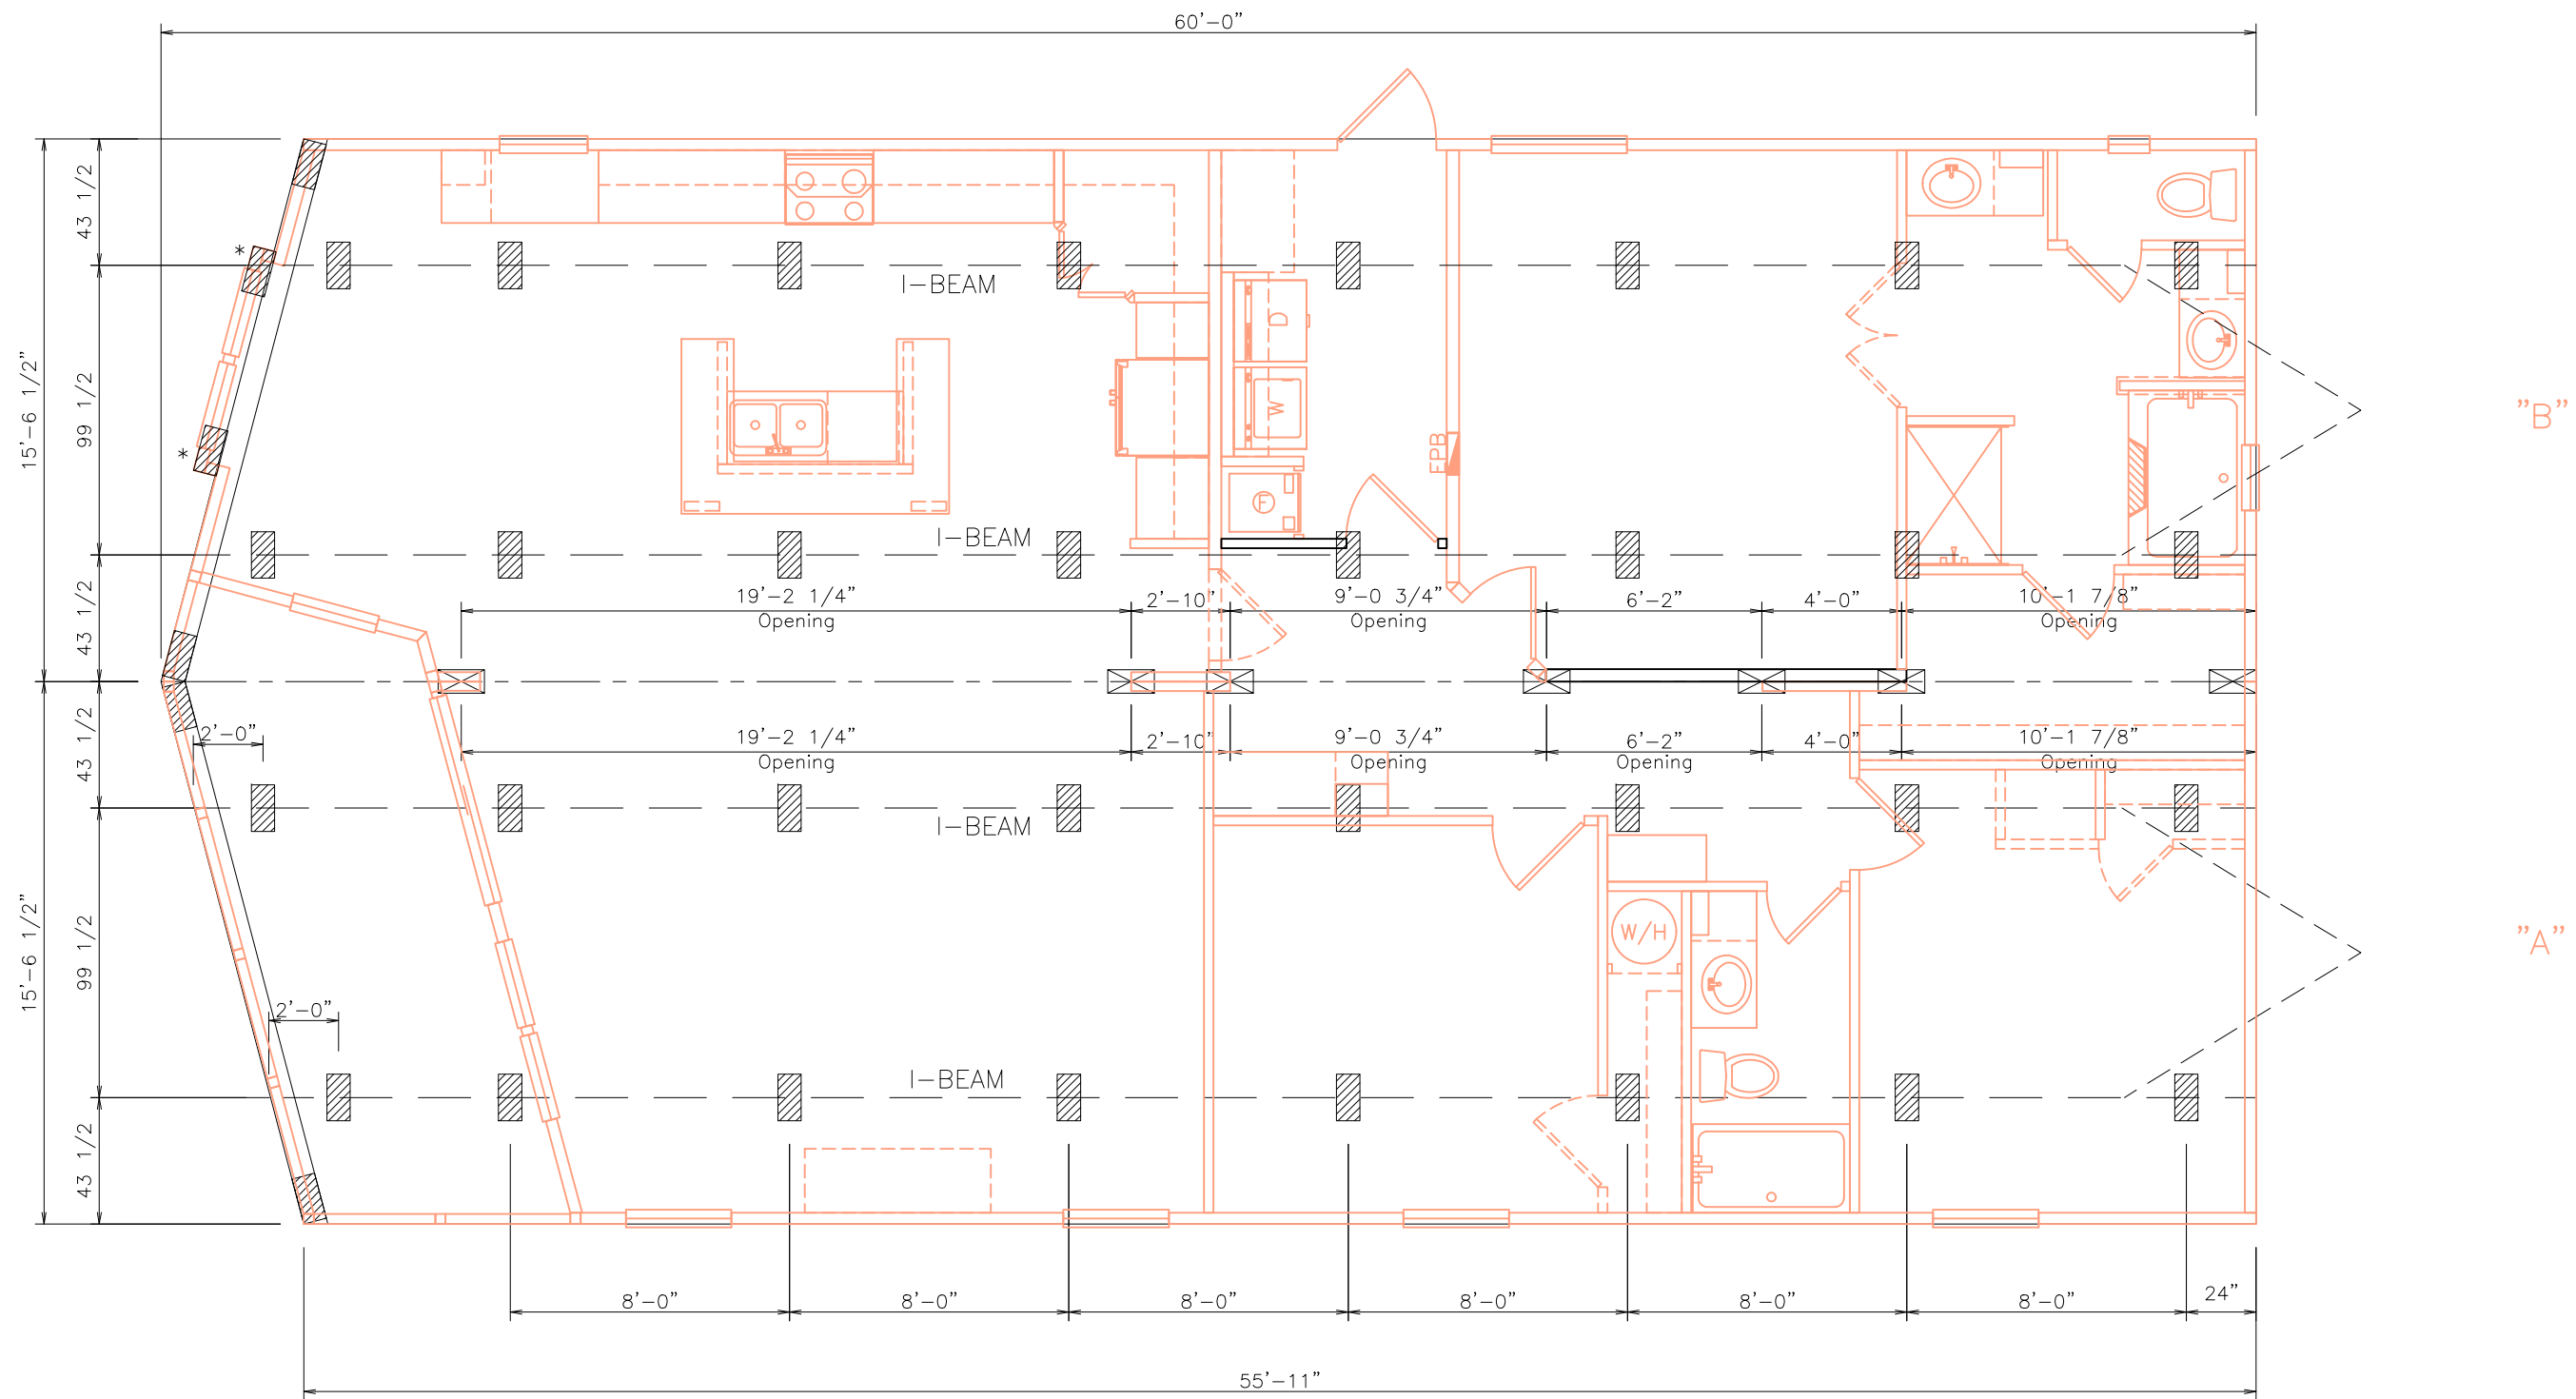 60'-0"
43 1/2
99 1/2
43 1/2
15'-6 1/2"
*
*
I-BEAM
D
W
F
EPB
"B"
I-BEAM
19'-2 1/4"
Opening
2'-10"
9'-0 3/4"
Opening
6'-2"
4'-0"
10'-1 7/8"
Opening
43 1/2
99 1/2
43 1/2
15'-6 1/2"
2'-0"
19'-2 1/4"
Opening
2'-10"
9'-0 3/4"
Opening
6'-2"
Opening
4'-0"
10'-1 7/8"
Opening
I-BEAM
W/H
"A"
2'-0"
I-BEAM
8'-0"
8'-0"
8'-0"
8'-0"
8'-0"
8'-0"
24"
55'-11"